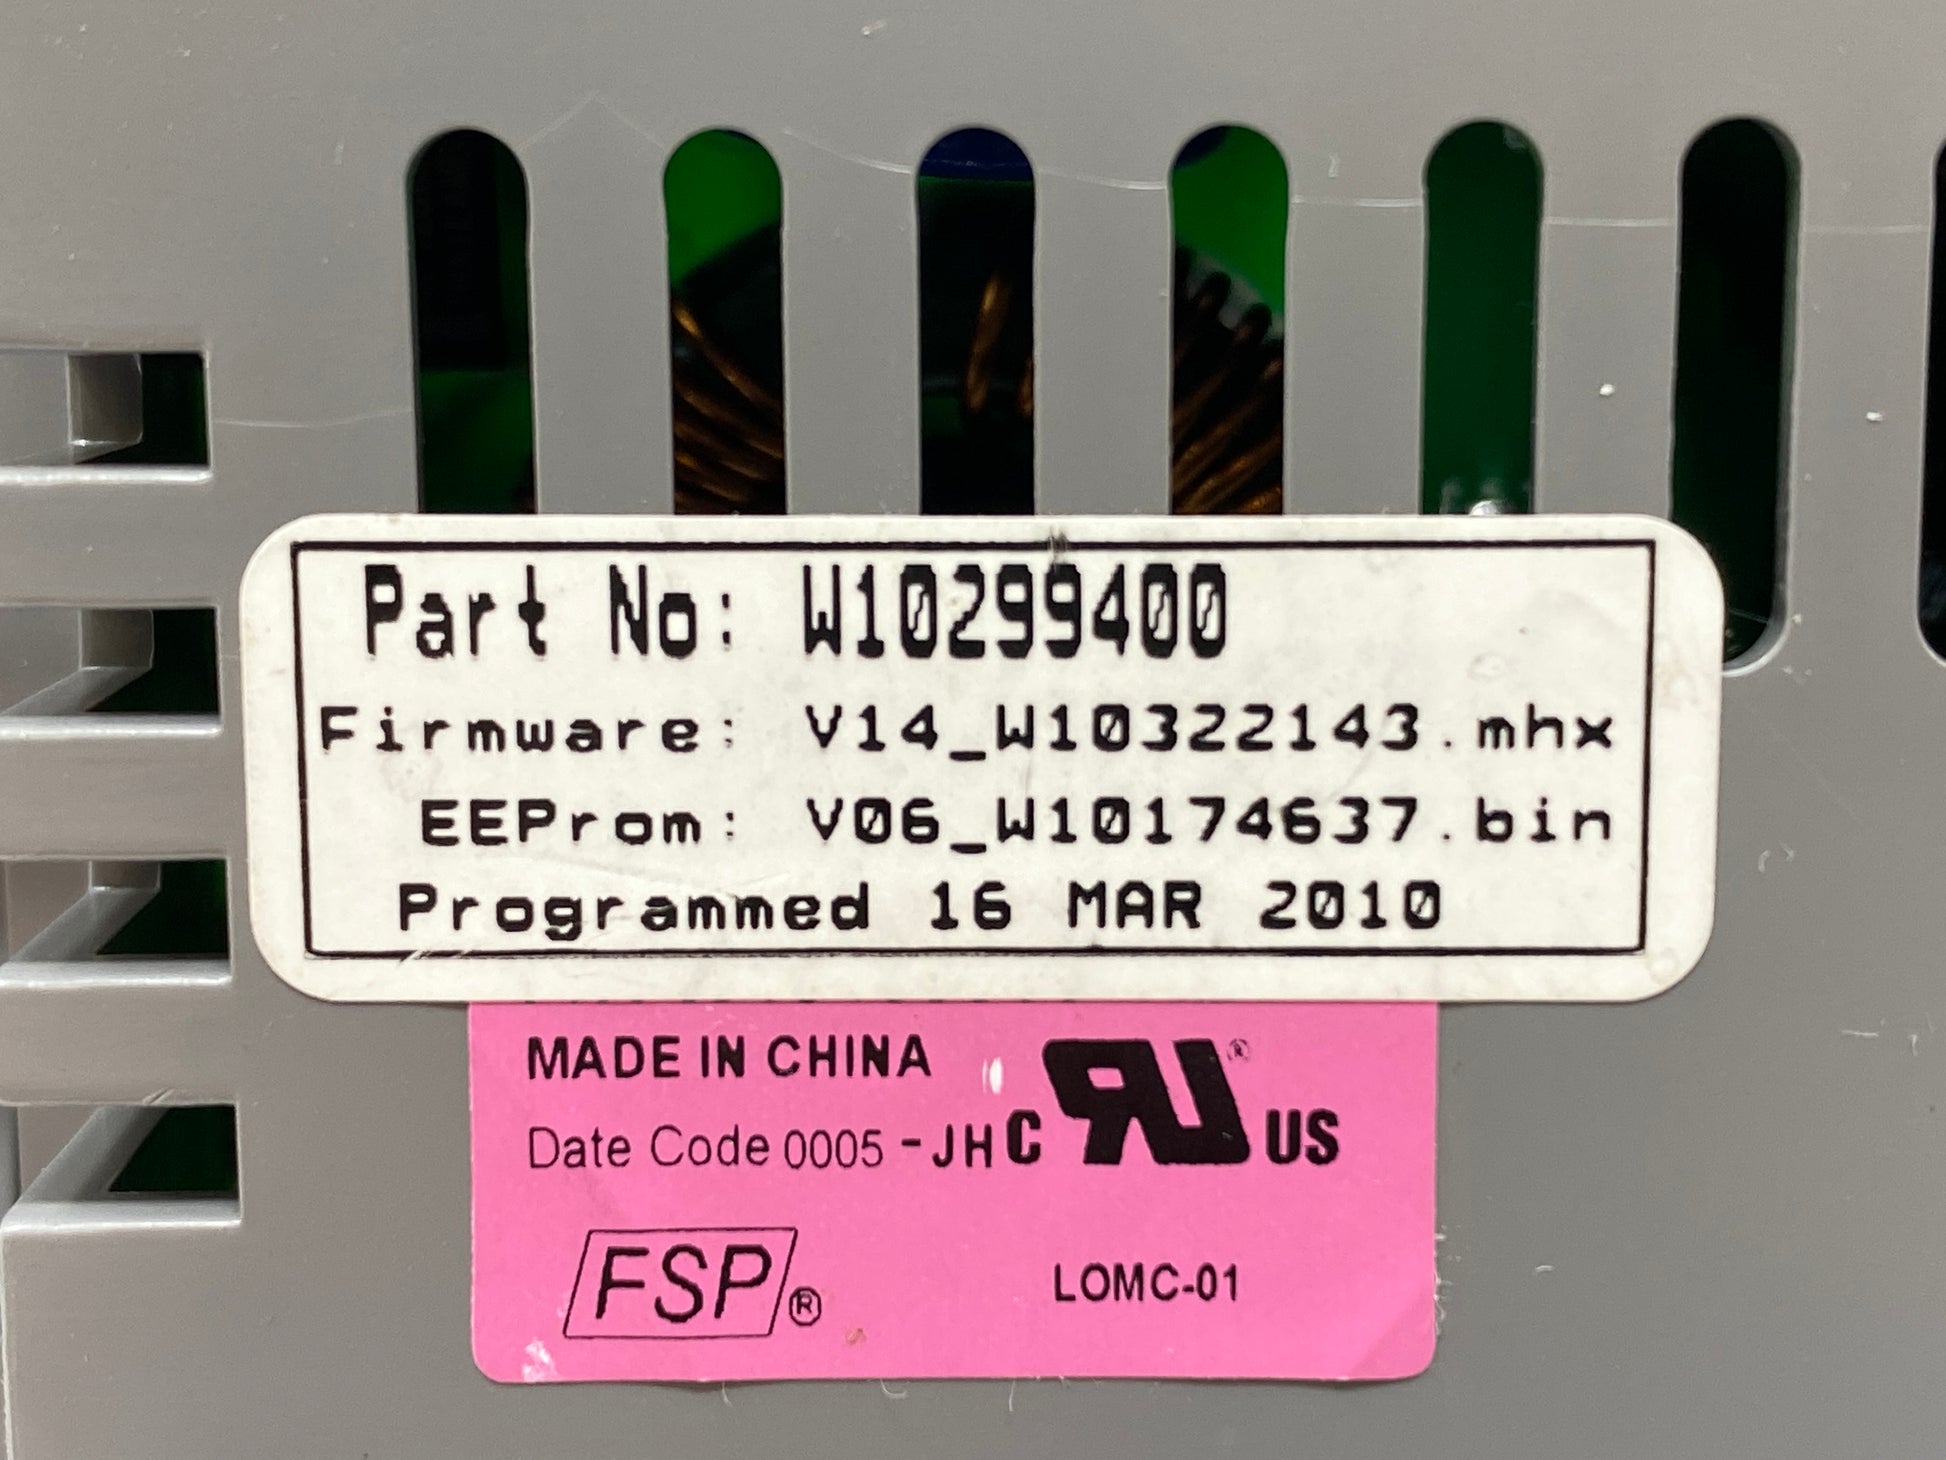 Part No: W10299400
Firmware: V14_W10322143.mhx
EEProm: V06_W10174637.bin
Programmed 16 MAR 2010
MADE IN CHINA
Date Code 0005 -JH C RU ® US
FSP ® LOMC-01